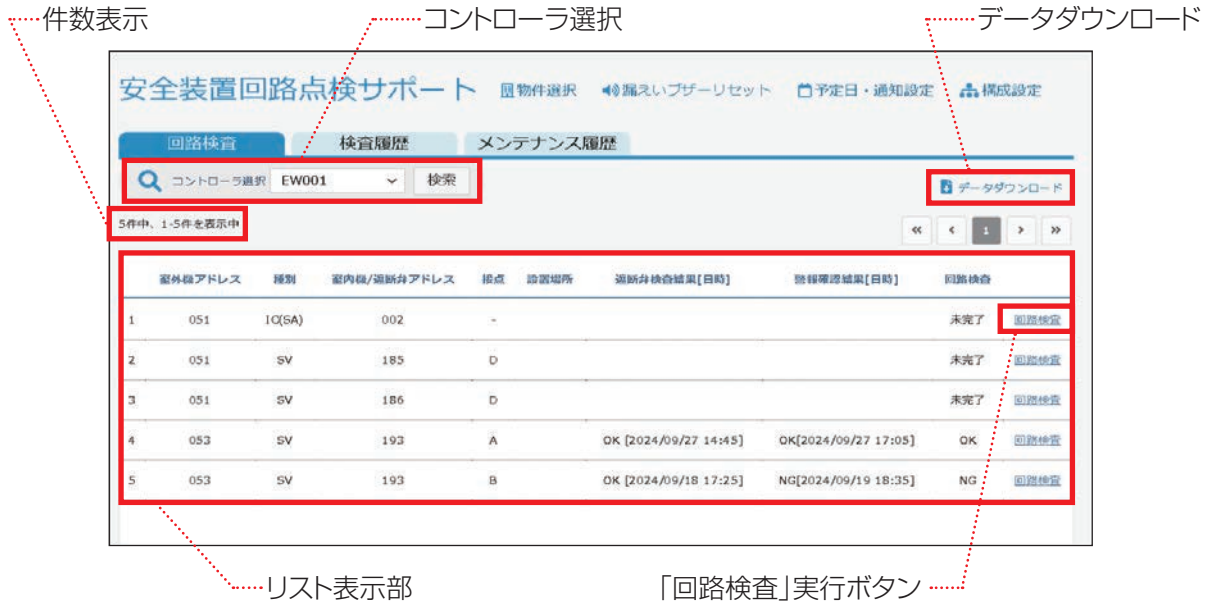 件数表示 コントローラ選択 データダウンロード
安全装置回路点検サポート 物件選択 漏えいブザーリセット 予定日・通知設定 構成設定
回路検査 検査履歴 メンテナンス履歴
コントローラ選択 EW001 検索 データダウンロード
5件中、1-5件を表示中 « ‹ 1 › »
室外機アドレス 種別 室内機/遮断弁アドレス 接点 設置場所 遮断弁検査結果[日時] 警報確認結果[日時] 回路検査
1 051 IC(SA) 002 - 未完了 回路検査
2 051 SV 185 D 未完了 回路検査
3 051 SV 186 D 未完了 回路検査
4 053 SV 193 A OK [2024/09/27 14:45] OK[2024/09/27 17:05] OK 回路検査
5 053 SV 193 B OK [2024/09/18 17:25] NG[2024/09/19 18:35] NG 回路検査
リスト表示部 「回路検査」実行ボタン